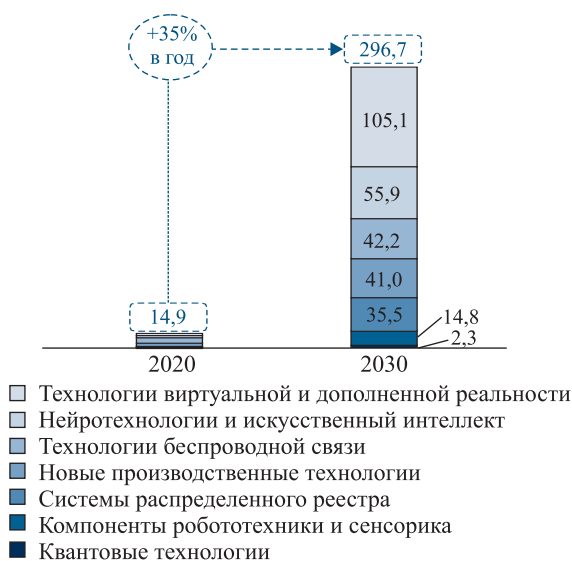 +35%
в год
296,7
105,1
55,9
42,2
41,0
35,5
14,8
2,3
14,9
2020
2030
Технологии виртуальной и дополненной реальности
Нейротехнологии и искусственный интеллект
Технологии беспроводной связи
Новые производственные технологии
Системы распределенного реестра
Компоненты робототехники и сенсорика
Квантовые технологии